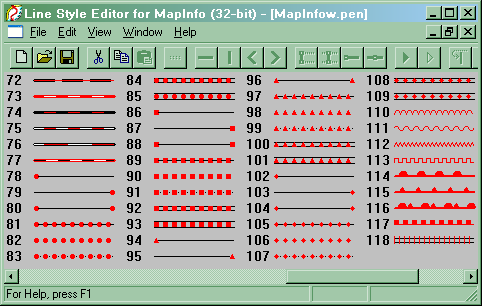 Line Style Editor for MapInfo (32-bit) - [MapInfow.pen]
File Edit View Window Help
72 84 96 108
73 85 97 109
74 86 98 110
75 87 99 111
76 88 100 112
77 89 101 113
78 90 102 114
79 91 103 115
80 92 104 116
81 93 105 117
82 94 106 118
83 95 107
For Help, press F1